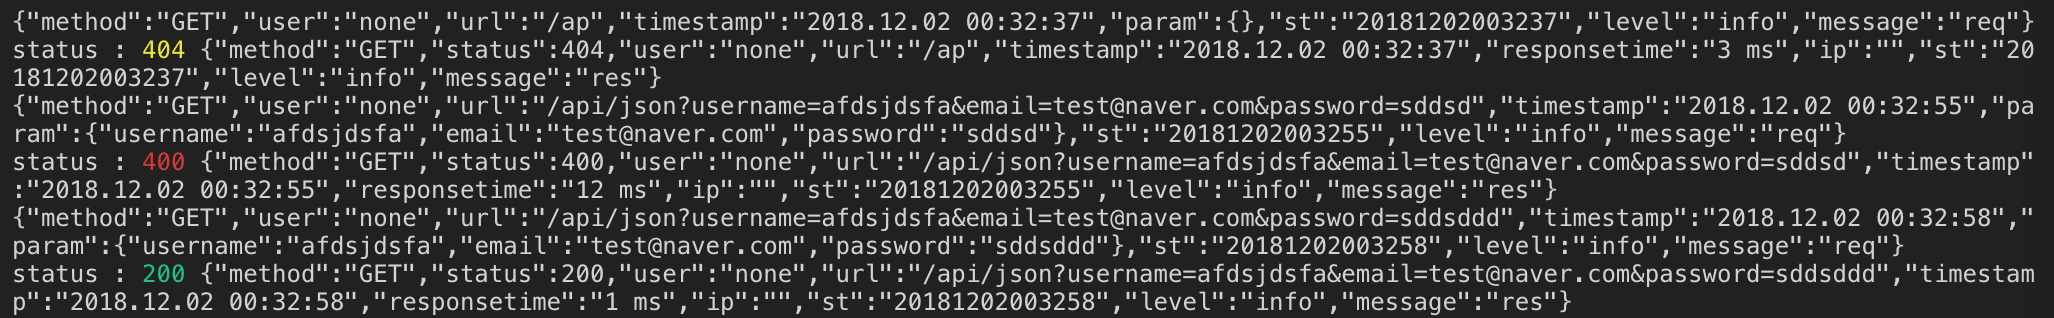 {"method":"GET","user":"none","url":"/ap","timestamp":"2018.12.02 00:32:37","param":{},"st":"20181202003237","level":"info","message":"req"}
status : 404 {"method":"GET","status":404,"user":"none","url":"/ap","timestamp":"2018.12.02 00:32:37","responsetime":"3 ms","ip":"","st":"20
181202003237","level":"info","message":"res"}
{"method":"GET","user":"none","url":"/api/json?username=afdsjdsfa&email=test@naver.com&password=sddsd","timestamp":"2018.12.02 00:32:55","pa
ram":{"username":"afdsjdsfa","email":"test@naver.com","password":"sddsd"},"st":"20181202003255","level":"info","message":"req"}
status : 400 {"method":"GET","status":400,"user":"none","url":"/api/json?username=afdsjdsfa&email=test@naver.com&password=sddsd","timestamp"
:"2018.12.02 00:32:55","responsetime":"12 ms","ip":"","st":"20181202003255","level":"info","message":"res"}
{"method":"GET","user":"none","url":"/api/json?username=afdsjdsfa&email=test@naver.com&password=sddsddd","timestamp":"2018.12.02 00:32:58","
param":{"username":"afdsjdsfa","email":"test@naver.com","password":"sddsddd"},"st":"20181202003258","level":"info","message":"req"}
status : 200 {"method":"GET","status":200,"user":"none","url":"/api/json?username=afdsjdsfa&email=test@naver.com&password=sddsddd","timestam
p":"2018.12.02 00:32:58","responsetime":"1 ms","ip":"","st":"20181202003258","level":"info","message":"res"}